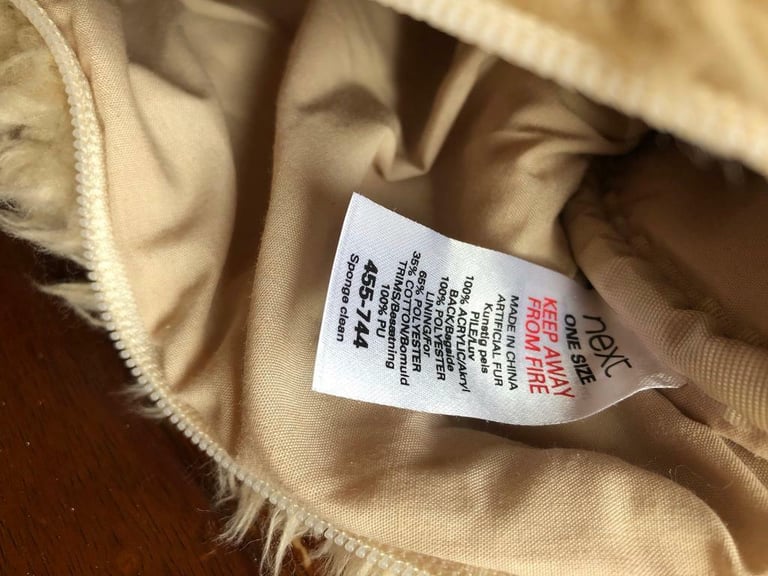 next
ONE SIZE
KEEP AWAY
FROM FIRE
MADE IN CHINA
ARTIFICIAL FUR
Kunstig pels
PILE/Luv
100% ACRYLIC/Akryl
BACK/Bagside
100% POLYESTER
LINING/For
65% POLYESTER
35% COTTON/Bomuld
TRIMS/Besætning
100% PU
455-744
Sponge clean